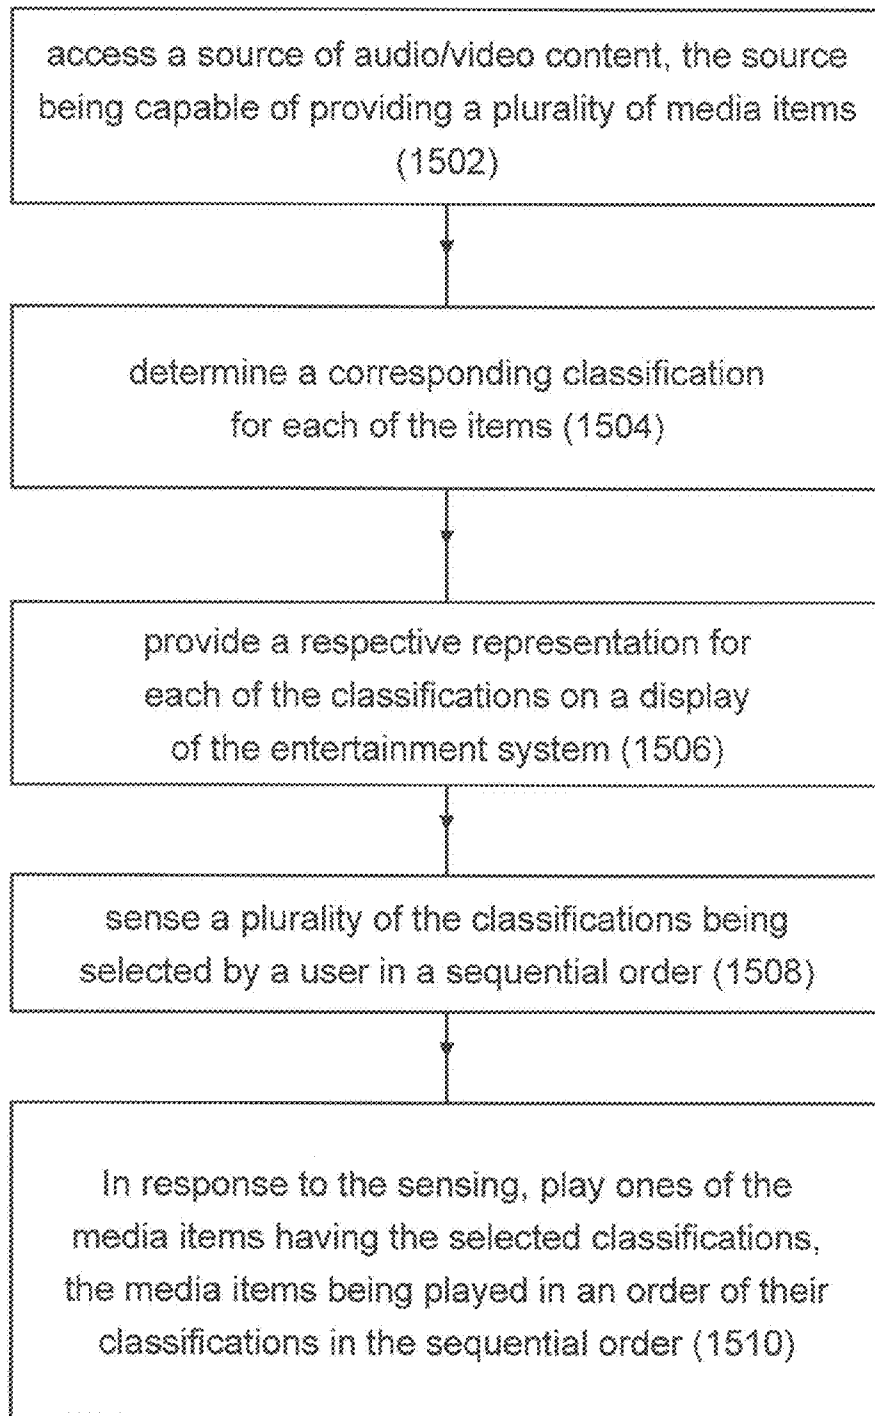 access a source of audio/video content, the source
being capable of providing a plurality of media items
(1502)
determine a corresponding classification
for each of the items (1504)
provide a respective representation for
each of the classifications on a display
of the entertainment system (1506)
sense a plurality of the classifications being
selected by a user in a sequential order (1508)
In response to the sensing, play ones of the
media items having the selected classifications,
the media items being played in an order of their
classifications in the sequential order (1510)